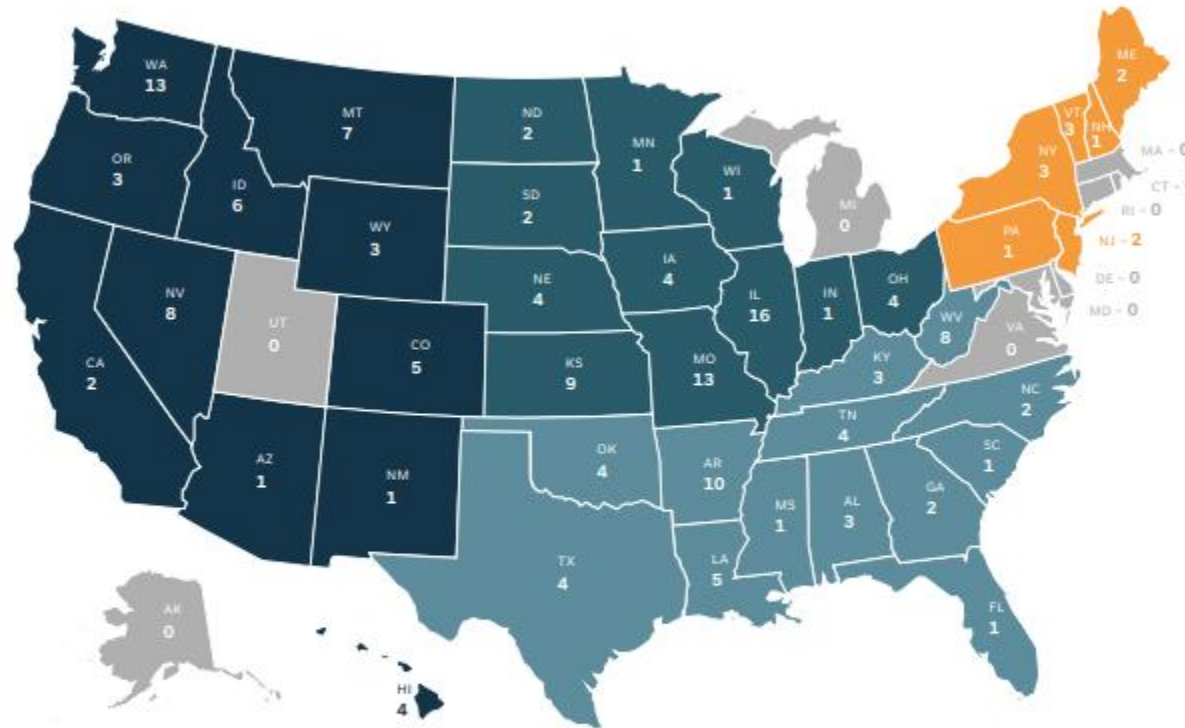 WA
13
OR
3
CA
2
NV
8
ID
6
MT
7
WY
3
UT
0
CO
5
AZ
1
NM
1
AK
0
HI
4
ND
2
SD
2
NE
4
KS
9
MN
1
IA
4
MO
13
WI
1
IL
16
MI
0
IN
1
OH
4
OK
4
TX
4
AR
10
LA
5
KY
3
TN
4
MS
1
AL
3
GA
2
FL
1
SC
1
NC
2
WV
8
VA
0
PA
1
NY
3
VT
3
NH
1
ME
2
MA - 0
CT -
RI - 0
NJ - 2
DE - 0
MD - 0